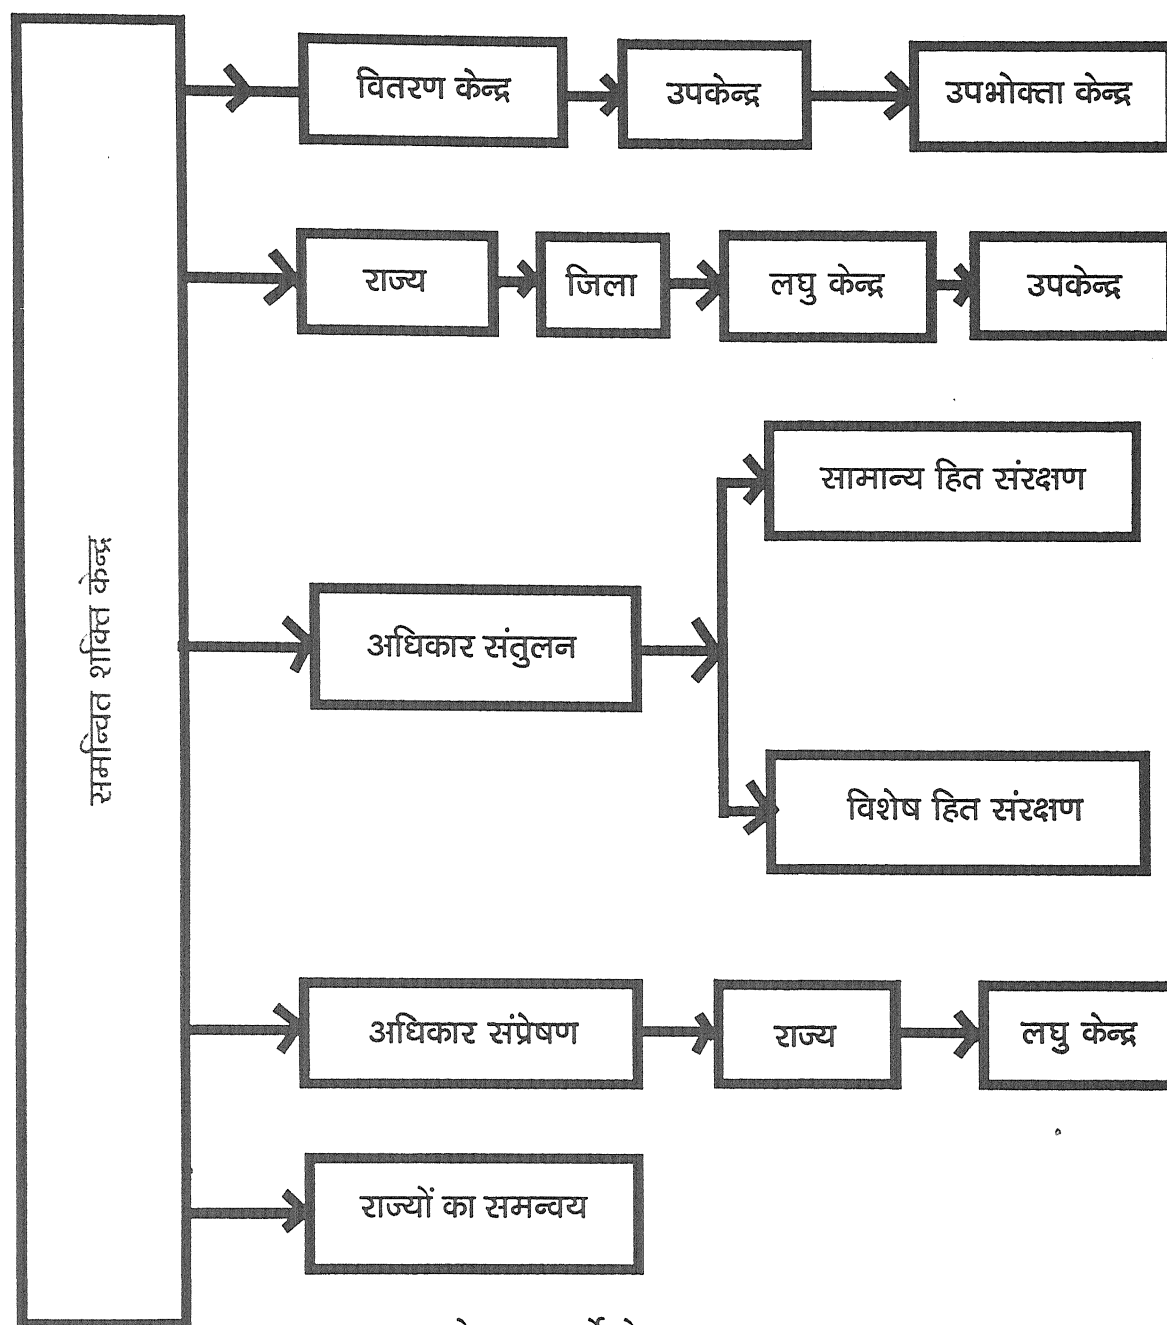 वितरण केन्द्र
उपकेन्द्र
उपभोक्ता केन्द्र
राज्य
जिला
लघु केन्द्र
उपकेन्द्र
समन्वित शक्ति केन्द्र
सामान्य हित संरक्षण
अधिकार संतुलन
विशेष हित संरक्षण
अधिकार संप्रेषण
राज्य
लघु केन्द्र
राज्यों का समन्वय